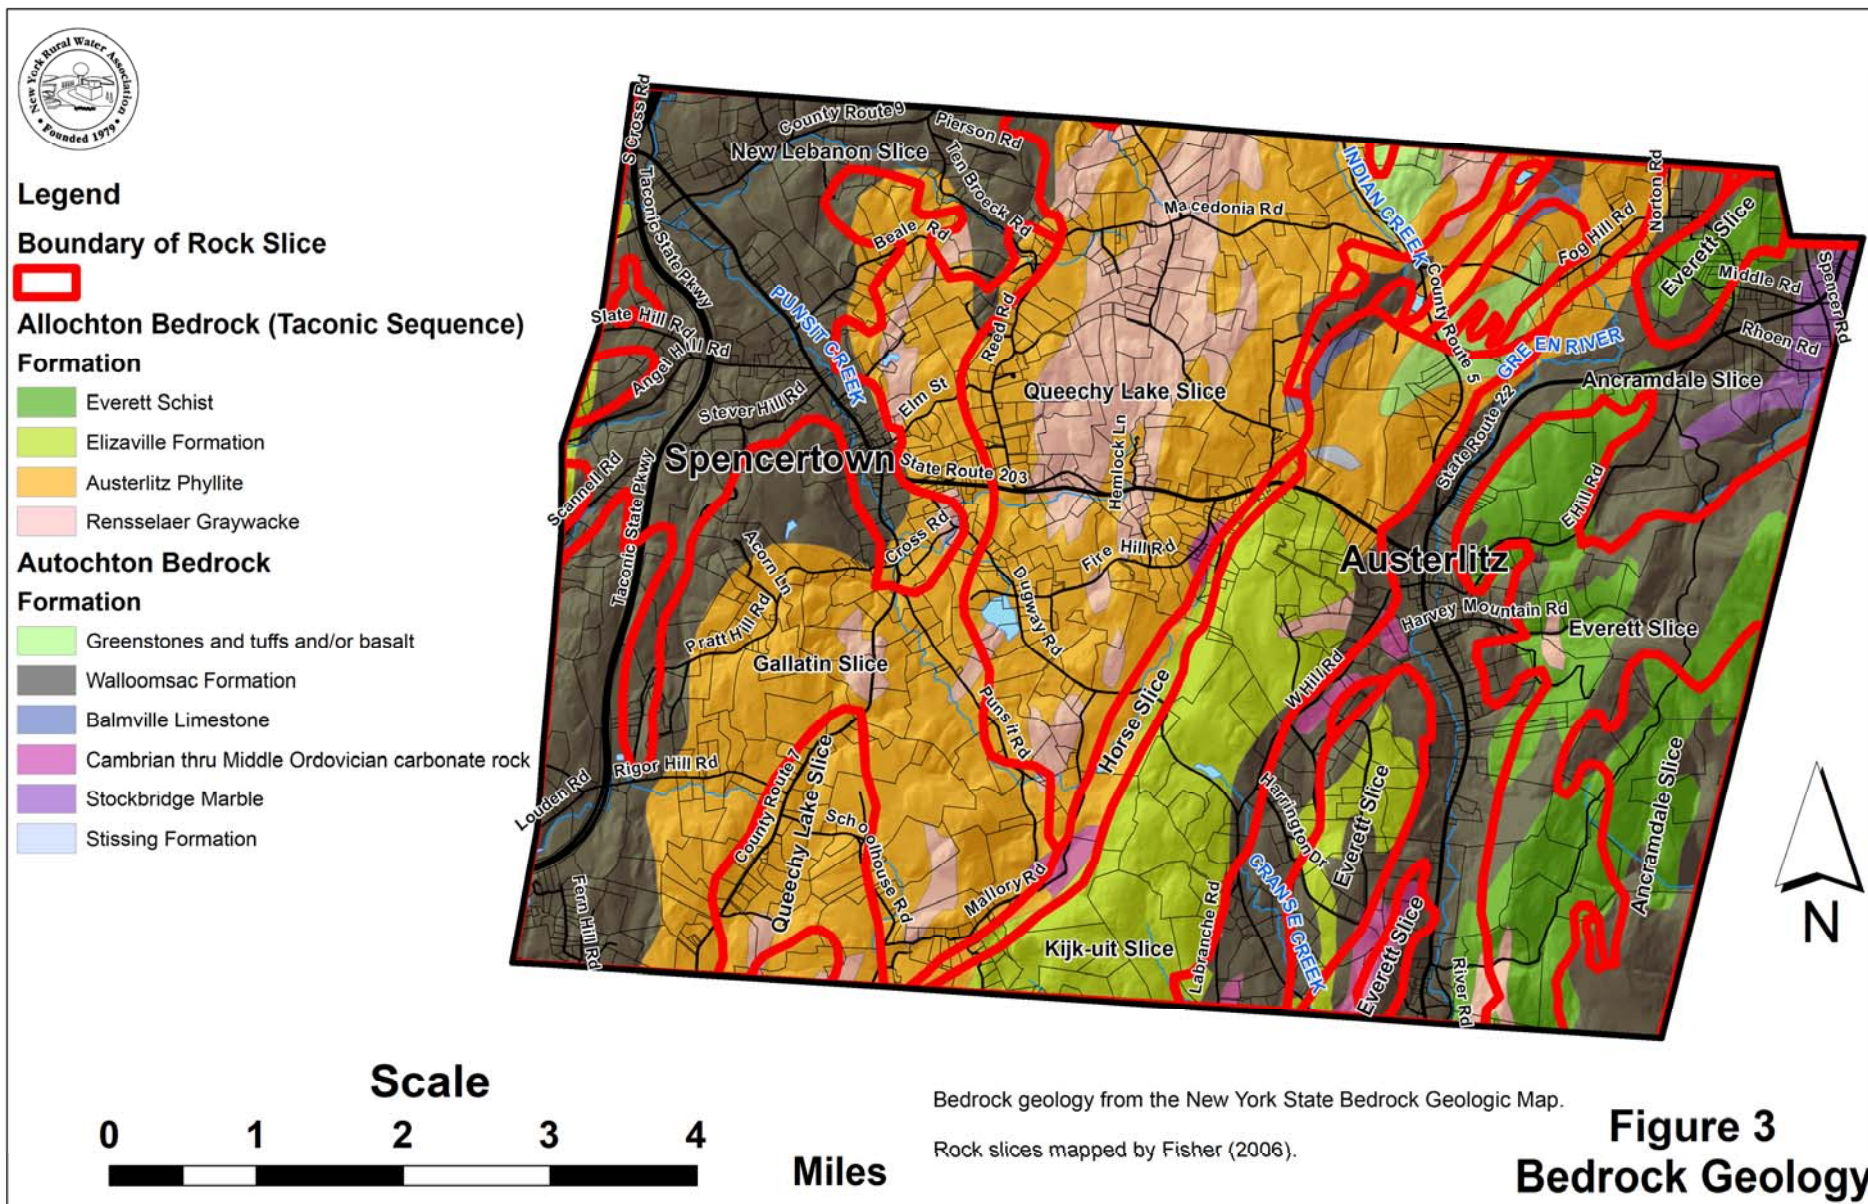 New York Rural Water Association
• Founded 1979 •
Legend
Boundary of Rock Slice
Allochton Bedrock (Taconic Sequence)
Formation
Everett Schist
Elizaville Formation
Austerlitz Phyllite
Rensselaer Graywacke
Autochton Bedrock
Formation
Greenstones and tuffs and/or basalt
Walloomsac Formation
Balmville Limestone
Cambrian thru Middle Ordovician carbonate rock
Stockbridge Marble
Stissing Formation
S Cross Rd
County Route 9
Pierson Rd
New Lebanon Slice
Ten Broeck Rd
Taconic State Pkwy
Beale Rd
Macedonia Rd
INDIAN CREEK
Norton Rd
Fog Hill Rd
Everett Slice
Middle Rd
Spencer Rd
Rhoen Rd
PUNSIT CREEK
Slate Hill Rd
Angel Hill Rd
Reed Rd
County Route 5
GREEN RIVER
Ancramdale Slice
Queechy Lake Slice
Stever Hill Rd
Elm St
Hemlock Ln
State Route 22
Spencertown
State Route 203
Scannell Rd
Taconic State Pkwy
E Hill Rd
Cross Rd
Fire Hill Rd
Austerlitz
Acorn Ln
Dugway Rd
Harvey Mountain Rd
Everett Slice
Pratt Hill Rd
Gallatin Slice
W Hill Rd
Punsit Rd
Horse Slice
Rigor Hill Rd
County Route 7
Queechy Lake Slice
Louden Rd
Schoolhouse Rd
Harrington Dr
Everett Slice
Ancramdale Slice
Mallory Rd
Fern Hill Rd
Kijk-uit Slice
Labranche Rd
CRANSE CREEK
Everett Slice
River Rd
N
Scale
0 1 2 3 4
Miles
Bedrock geology from the New York State Bedrock Geologic Map.
Rock slices mapped by Fisher (2006).
Figure 3
Bedrock Geology